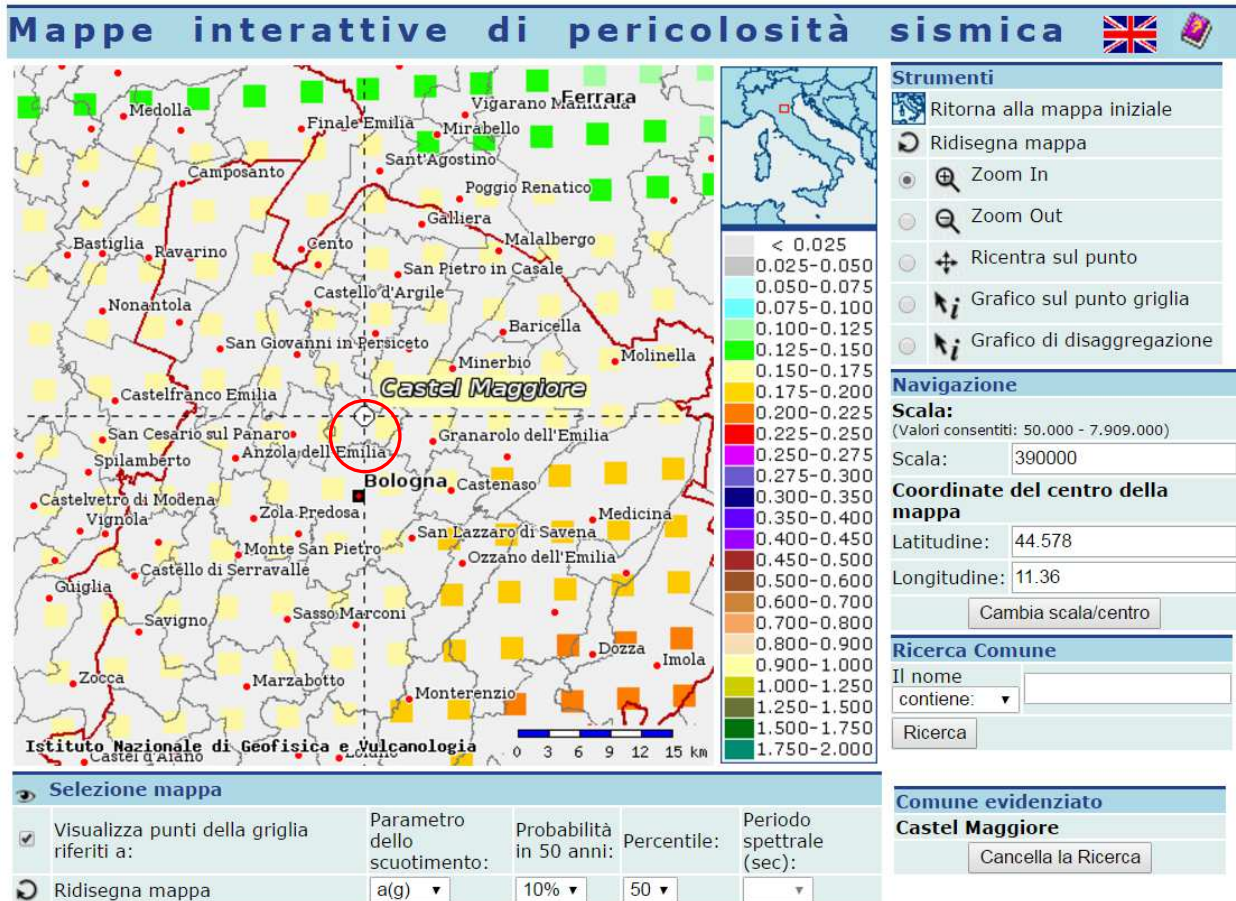 Mappe interattive di pericolosità sismica
Ferrara
Vigarano
Medolla
Finale Emilia
Mirabello
Sant'Agostino
Camposanto
Poggio Renatico
Galliera
Bastiglia
Ravarino
Cento
Malalbergo
San Pietro in Casale
Castello d'Argile
Nonantola
Baricella
San Giovanni in Persiceto
Molinella
Minerbio
Castel Maggiore
Castelfranco Emilia
San Cesario sul Panaro
Granarolo dell'Emilia
Anzola dell'Emilia
Spilamberto
Bologna
Castenaso
Castelvetro di Modena
Zola Predosa
Medicina
Vignola
San Lazzaro di Savena
Monte San Pietro
Ozzano dell'Emilia
Castello di Serravalle
Guiglia
Sasso Marconi
Savigno
Dozza
Imola
Zocca
Marzabotto
Monterenzio
Istituto Nazionale di Geofisica e Vulcanologia
Castel d'Aiano
0 3 6 9 12 15 km
< 0.025
0.025-0.050
0.050-0.075
0.075-0.100
0.100-0.125
0.125-0.150
0.150-0.175
0.175-0.200
0.200-0.225
0.225-0.250
0.250-0.275
0.275-0.300
0.300-0.350
0.350-0.400
0.400-0.450
0.450-0.500
0.500-0.600
0.600-0.700
0.700-0.800
0.800-0.900
0.900-1.000
1.000-1.250
1.250-1.500
1.500-1.750
1.750-2.000
Strumenti
Ritorna alla mappa iniziale
Ridisegna mappa
Zoom In
Zoom Out
Ricentra sul punto
Grafico sul punto griglia
Grafico di disaggregazione
Navigazione
Scala:
(Valori consentiti: 50.000 - 7.909.000)
Scala: 390000
Coordinate del centro della
mappa
Latitudine: 44.578
Longitudine: 11.36
Cambia scala/centro
Ricerca Comune
Il nome
contiene:
Ricerca
Selezione mappa
Visualizza punti della griglia
riferiti a:
Parametro
dello
scuotimento:
Probabilità
in 50 anni:
Percentile:
Periodo
spettrale
(sec):
Ridisegna mappa
a(g) 10% 50
Comune evidenziato
Castel Maggiore
Cancella la Ricerca